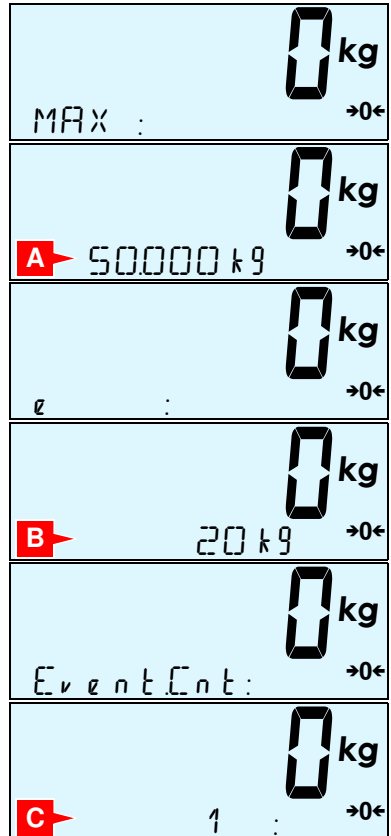 0 kg
MAX :
→0←
0 kg
A 50.000 kg
→0←
0 kg
e :
→0←
0 kg
B 20 kg
→0←
0 kg
Event.Cnt:
→0←
0 kg
C 1 :
→0←